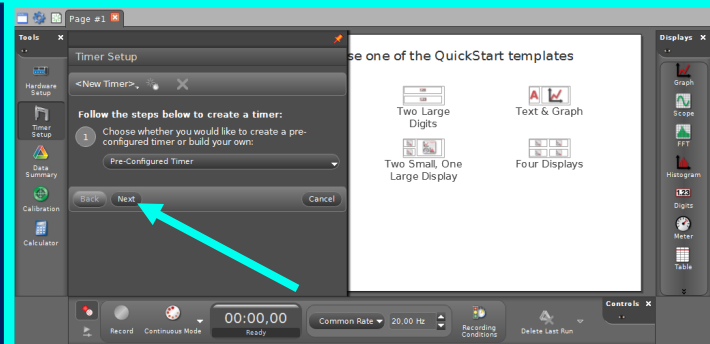 Page #1
Tools X
Displays X
Timer Setup
se one of the QuickStart templates
<New Timer>
Hardware
Setup
Follow the steps below to create a timer:
1 Choose whether you would like to create a pre-
configured timer or build your own:
Pre-Configured Timer
Timer
Setup
Data
Summary
Back Next Cancel
Calibration
Calculator
Two Large
Digits
A Text & Graph
Two Small, One
Large Display
Four Displays
Graph
Scope
FFT
Histogram
1.23
Digits
Meter
Table
Controls X
Record
Continuous Mode
00:00,00
Ready
Common Rate 20,00 Hz
Recording
Conditions
Delete Last Run